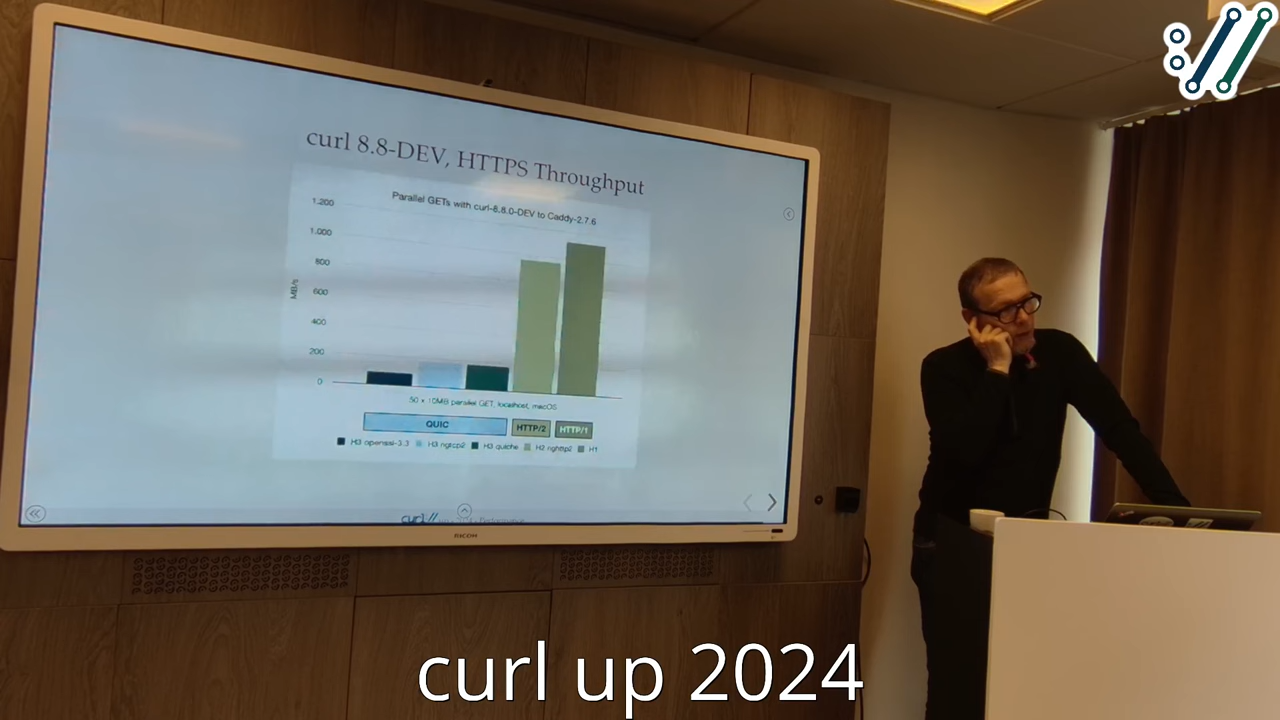 curl 8.8-DEV, HTTPS Throughput
Parallel GETs with curl-8.8.0-DEV to Caddy-2.7.6
1.200
1.000
800
600
400
200
0
MB/s
50 x 10MB parallel GET, localhost, macOS
QUIC HTTP/2 HTTP/1
H3 openssl-3.3 H3 ngtcp2 H3 quiche H2 nghttp2 H1
curl:// Performance
RICOH
curl up 2024